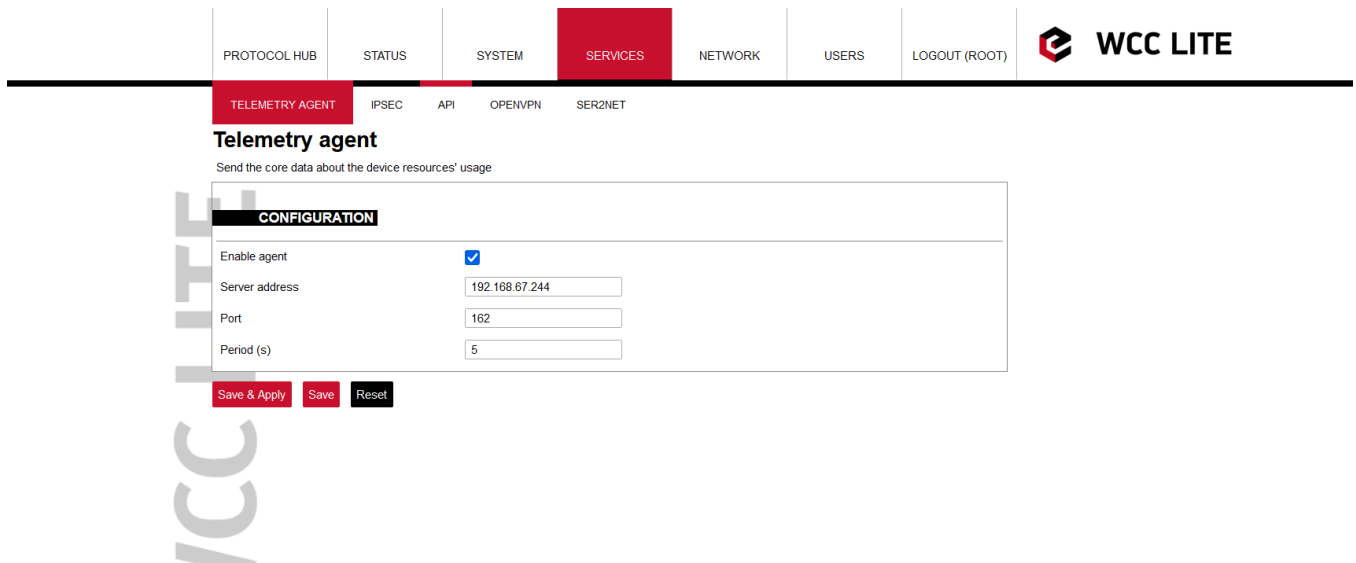 PROTOCOL HUB STATUS SYSTEM SERVICES NETWORK USERS LOGOUT (ROOT) WCC LITE
TELEMETRY AGENT IPSEC API OPENVPN SER2NET
Telemetry agent
Send the core data about the device resources' usage
CONFIGURATION
Enable agent
Server address 192.168.67.244
Port 162
Period (s) 5
Save & Apply Save Reset
WCC LITE